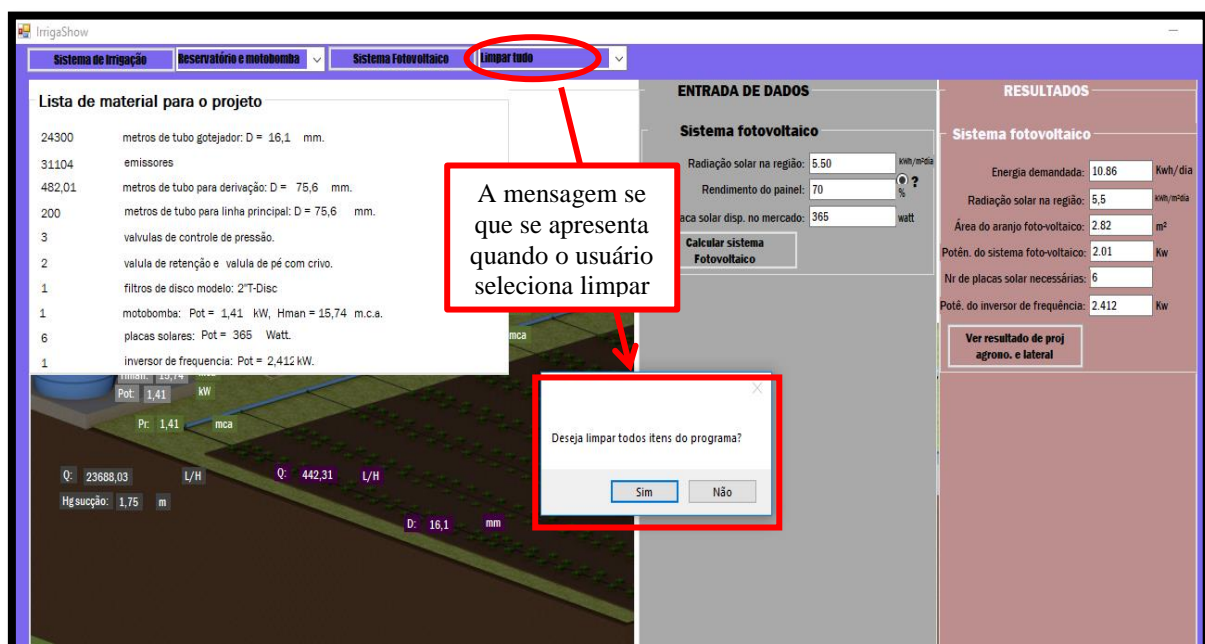 IrrigaShow
Sistema de Irrigação Reservatório e motobomba Sistema Fotovoltaico Limpar tudo
Lista de material para o projeto
24300 metros de tubo gotejador: D = 16,1 mm.
31104 emissores
482,01 metros de tubo para derivação: D = 75,6 mm.
200 metros de tubo para linha principal: D = 75,6 mm.
3 valvulas de controle de pressão.
2 valula de retenção e valula de pé com crivo.
1 filtros de disco modelo: 2"T-Disc
1 motobomba: Pot = 1,41 kW, Hman = 15,74 m.c.a.
6 placas solares: Pot = 365 Watt.
1 inversor de frequencia: Pot = 2,412 kW.
A mensagem se
que se apresenta
quando o usuário
seleciona limpar
mca
Pot: 1,41 kW
Pr: 1,41 mca
Q: 23688,03 L/H
Q: 442,31 L/H
Hg sucção: 1,75 m
D: 16,1 mm
Deseja limpar todos itens do programa?
Sim Não
ENTRADA DE DADOS
Sistema fotovoltaico
Radiação solar na região: 5.50 KWh/m²dia
Rendimento do painel: 70 % ?
aca solar disp. no mercado: 365 watt
Calcular sistema
Fotovoltaico
RESULTADOS
Sistema fotovoltaico
Energia demandada: 10.86 Kwh/dia
Radiação solar na região: 5,5 KWh/m²dia
Área do aranjo foto-voltaico: 2.82 m²
Potên. do sistema foto-voltaico: 2.01 Kw
Nr de placas solar necessárias: 6
Potê. do inversor de frequência: 2.412 Kw
Ver resultado de proj
agrono. e lateral